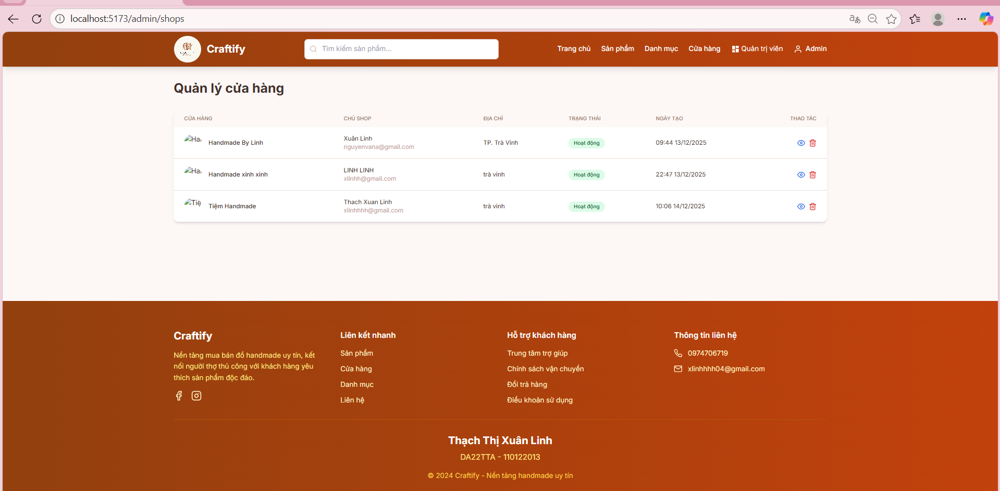 localhost:5173/admin/shops
Craftify
Tìm kiếm sản phẩm...
Trang chủ
Sản phẩm
Danh mục
Cửa hàng
Quản trị viên
Admin
Quản lý cửa hàng
CỬA HÀNG
CHỦ SHOP
ĐỊA CHỈ
TRẠNG THÁI
NGÀY TẠO
THAO TÁC
Ha
Handmade By Linh
Xuân Linh
nguyenvana@gmail.com
TP. Trà Vinh
Hoạt động
09:44 13/12/2025
Ha
Handmade xinh xinh
LINH LINH
xlinhh@gmail.com
trà vinh
Hoạt động
22:47 13/12/2025
Tiệ
Tiệm Handmade
Thach Xuan Linh
xlinhhhh@gmail.com
trà vinh
Hoạt động
10:06 14/12/2025
Craftify
Nền tảng mua bán đồ handmade uy tín, kết
nối người thợ thủ công với khách hàng yêu
thích sản phẩm độc đáo.
Liên kết nhanh
Sản phẩm
Cửa hàng
Danh mục
Liên hệ
Hỗ trợ khách hàng
Trung tâm trợ giúp
Chính sách vận chuyển
Đổi trả hàng
Điều khoản sử dụng
Thông tin liên hệ
0974706719
xlinhhhh04@gmail.com
Thạch Thị Xuân Linh
DA22TTA - 110122013
© 2024 Craftify - Nền tảng handmade uy tín